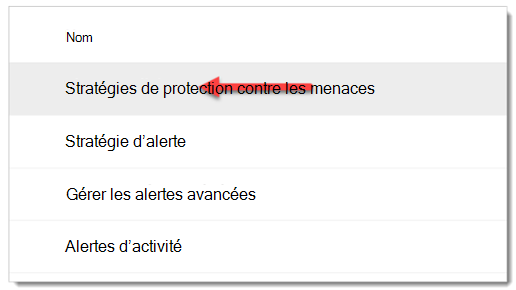 Nom
Stratégies de protection contre les menaces
Stratégie d’alerte
Gérer les alertes avancées
Alertes d’activité